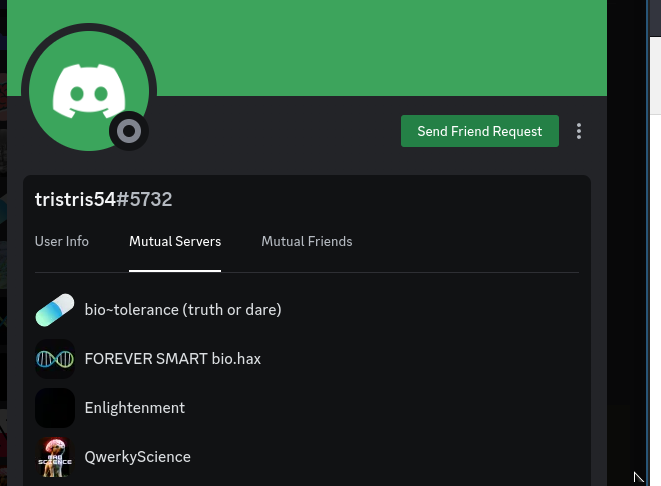 Send Friend Request
tristris54#5732
User Info Mutual Servers Mutual Friends
bio~tolerance (truth or dare)
FOREVER SMART bio.hax
Enlightenment
SCIENCE
QwerkyScience